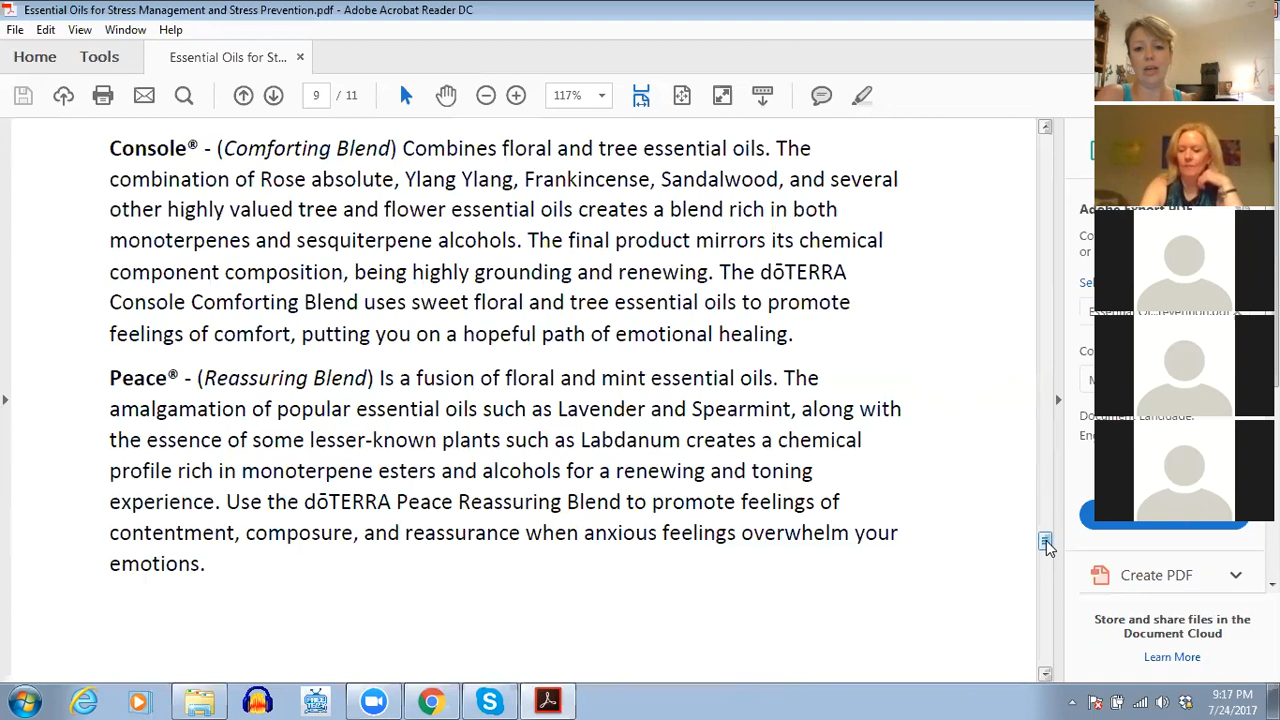 Essential Oils for Stress Management and Stress Prevention.pdf - Adobe Acrobat Reader DC
File Edit View Window Help
Home Tools Essential Oils for St... ×
9 / 11 117%
Console® - (Comforting Blend) Combines floral and tree essential oils. The
combination of Rose absolute, Ylang Ylang, Frankincense, Sandalwood, and several
other highly valued tree and flower essential oils creates a blend rich in both
monoterpenes and sesquiterpene alcohols. The final product mirrors its chemical
component composition, being highly grounding and renewing. The dōTERRA
Console Comforting Blend uses sweet floral and tree essential oils to promote
feelings of comfort, putting you on a hopeful path of emotional healing.
Peace® - (Reassuring Blend) Is a fusion of floral and mint essential oils. The
amalgamation of popular essential oils such as Lavender and Spearmint, along with
the essence of some lesser-known plants such as Labdanum creates a chemical
profile rich in monoterpene esters and alcohols for a renewing and toning
experience. Use the dōTERRA Peace Reassuring Blend to promote feelings of
contentment, composure, and reassurance when anxious feelings overwhelm your
emotions.
Create PDF
Store and share files in the
Document Cloud
Learn More
9:17 PM
7/24/2017